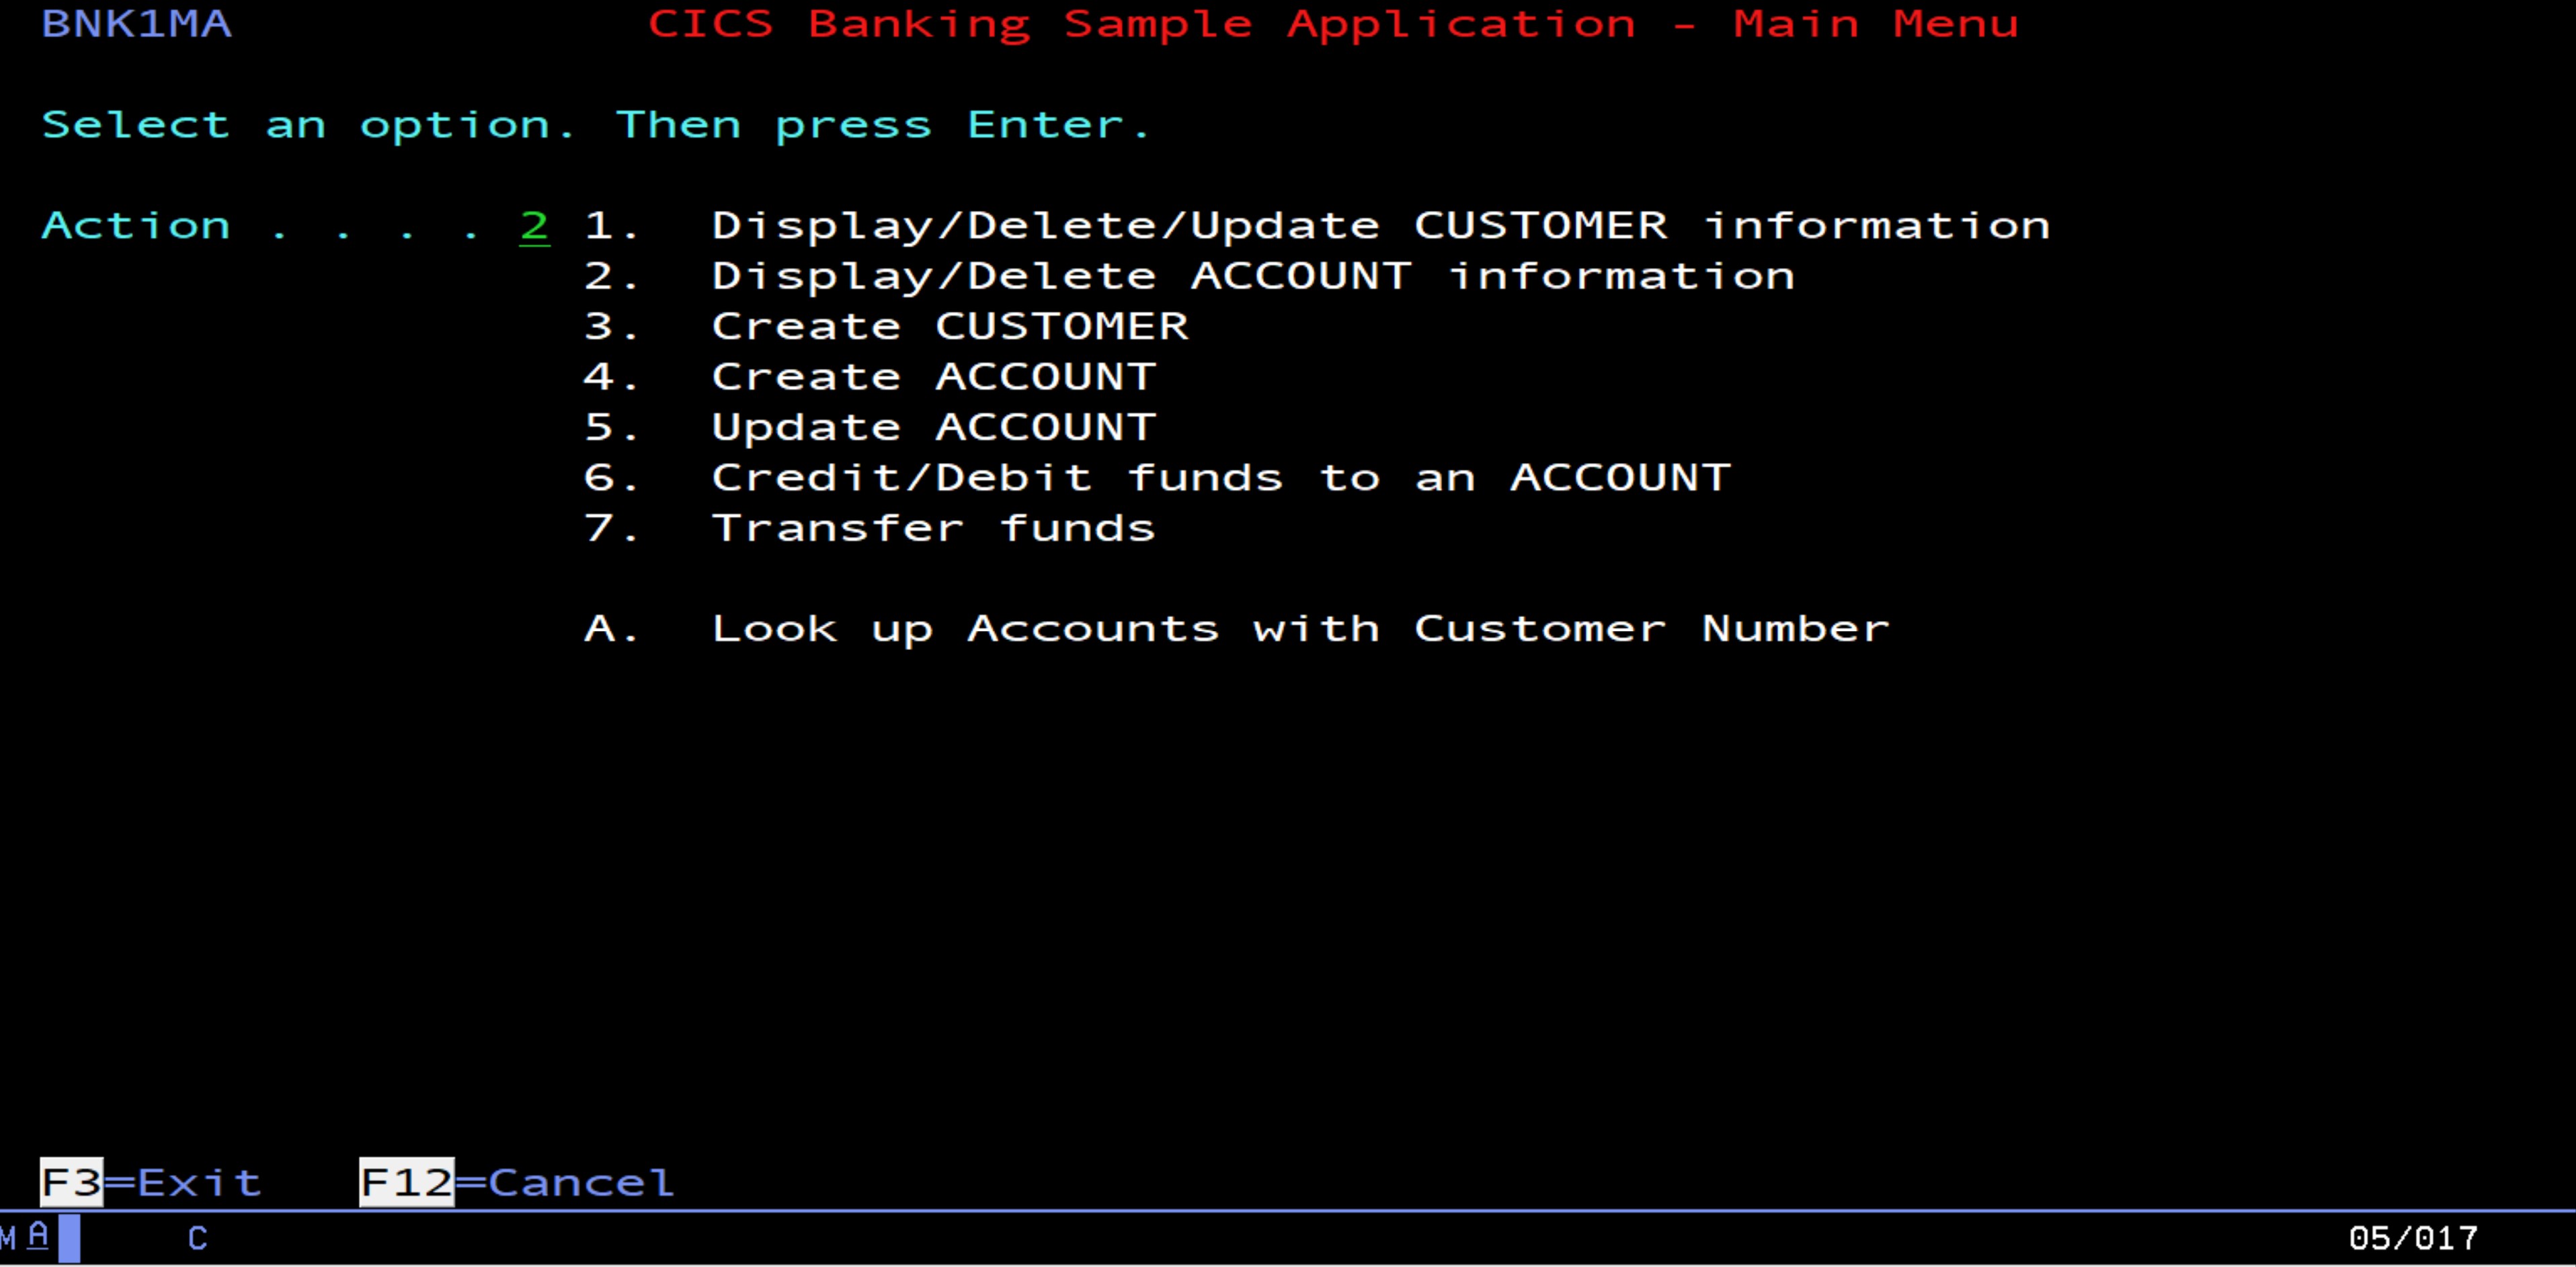 BNK1MA CICS Banking Sample Application - Main Menu
Select an option. Then press Enter.
Action . . . . 2 1. Display/Delete/Update CUSTOMER information
2. Display/Delete ACCOUNT information
3. Create CUSTOMER
4. Create ACCOUNT
5. Update ACCOUNT
6. Credit/Debit funds to an ACCOUNT
7. Transfer funds
A. Look up Accounts with Customer Number
F3=Exit F12=Cancel
MA C 05/017